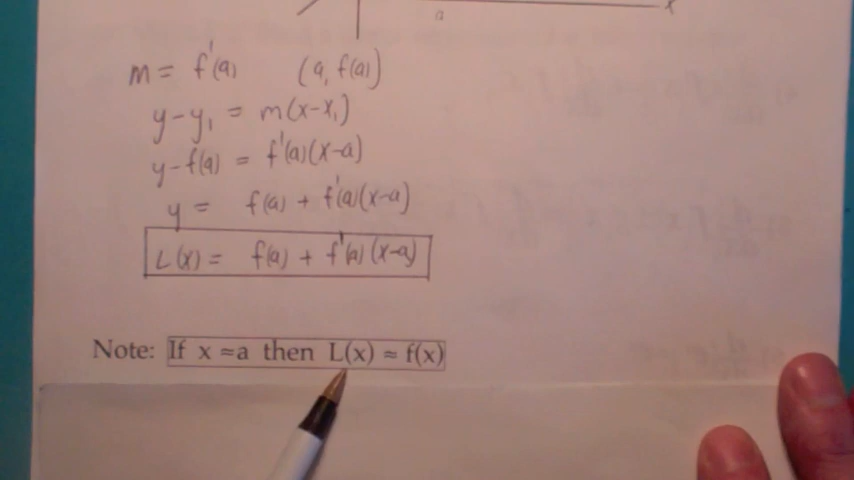 a x
m = f'(a) (a, f(a))
y-y₁ = m(x-x₁)
y-f(a) = f'(a)(x-a)
y = f(a) + f'(a)(x-a)
L(x) = f(a) + f'(a)(x-a)
Note: If x ≈a then L(x) ≈ f(x)